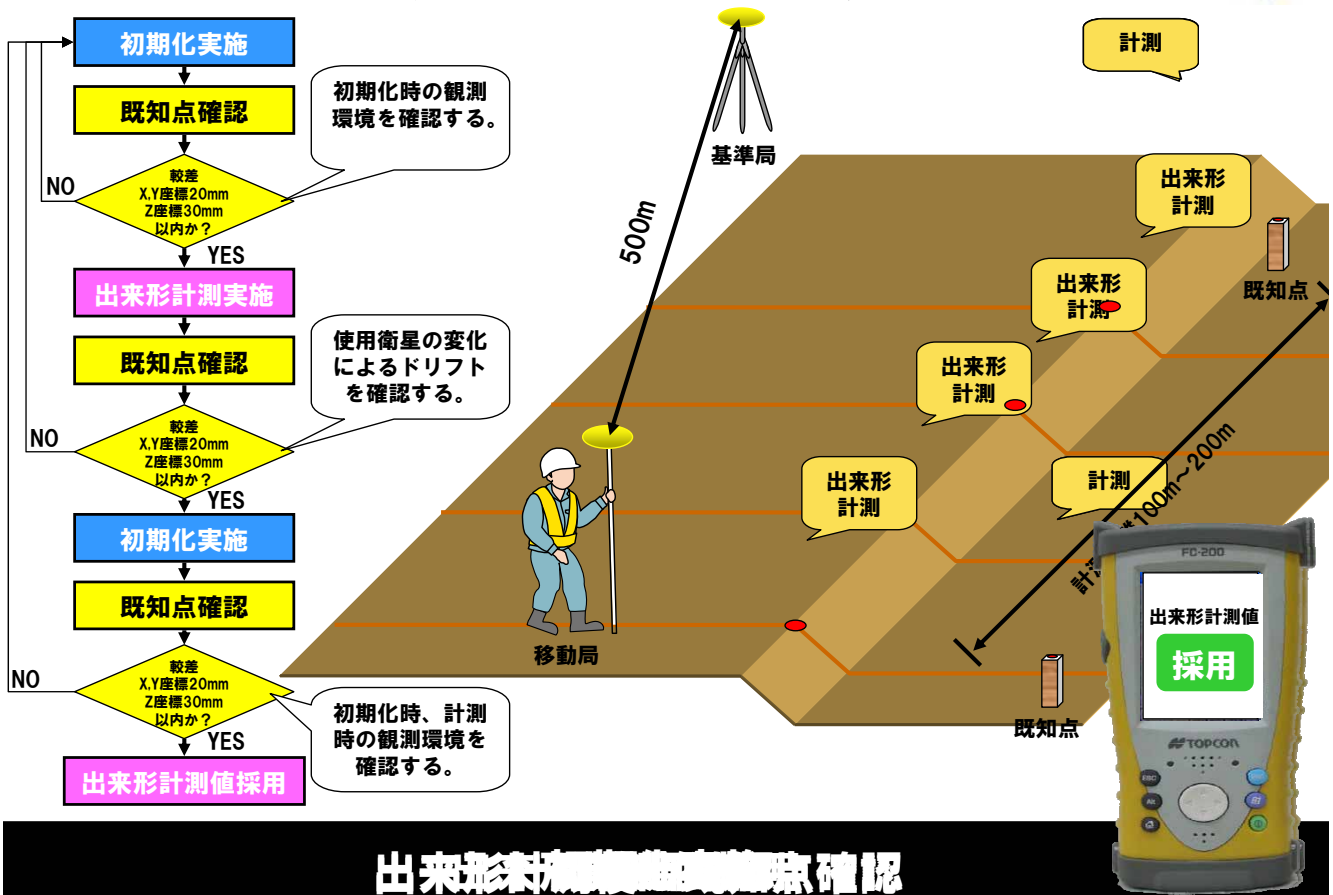 初期化実施
既知点確認
初期化時の観測
環境を確認する。
較差
X,Y座標20mm
Z座標30mm
以内か？
NO
YES
出来形計測実施
既知点確認
使用衛星の変化
によるドリフト
を確認する。
較差
X,Y座標20mm
Z座標30mm
以内か？
NO
YES
初期化実施
既知点確認
較差
X,Y座標20mm
Z座標30mm
以内か？
NO
YES
初期化時、計測
時の観測環境を
確認する。
出来形計測値採用
基準局
500m
計測
出来形
計測
既知点
出来形
計測
出来形
計測
出来形
計測
計測
100m～200m
移動局
既知点
FC-200
出来形計測値
採用
TOPCON
ESC
Alt
点確認